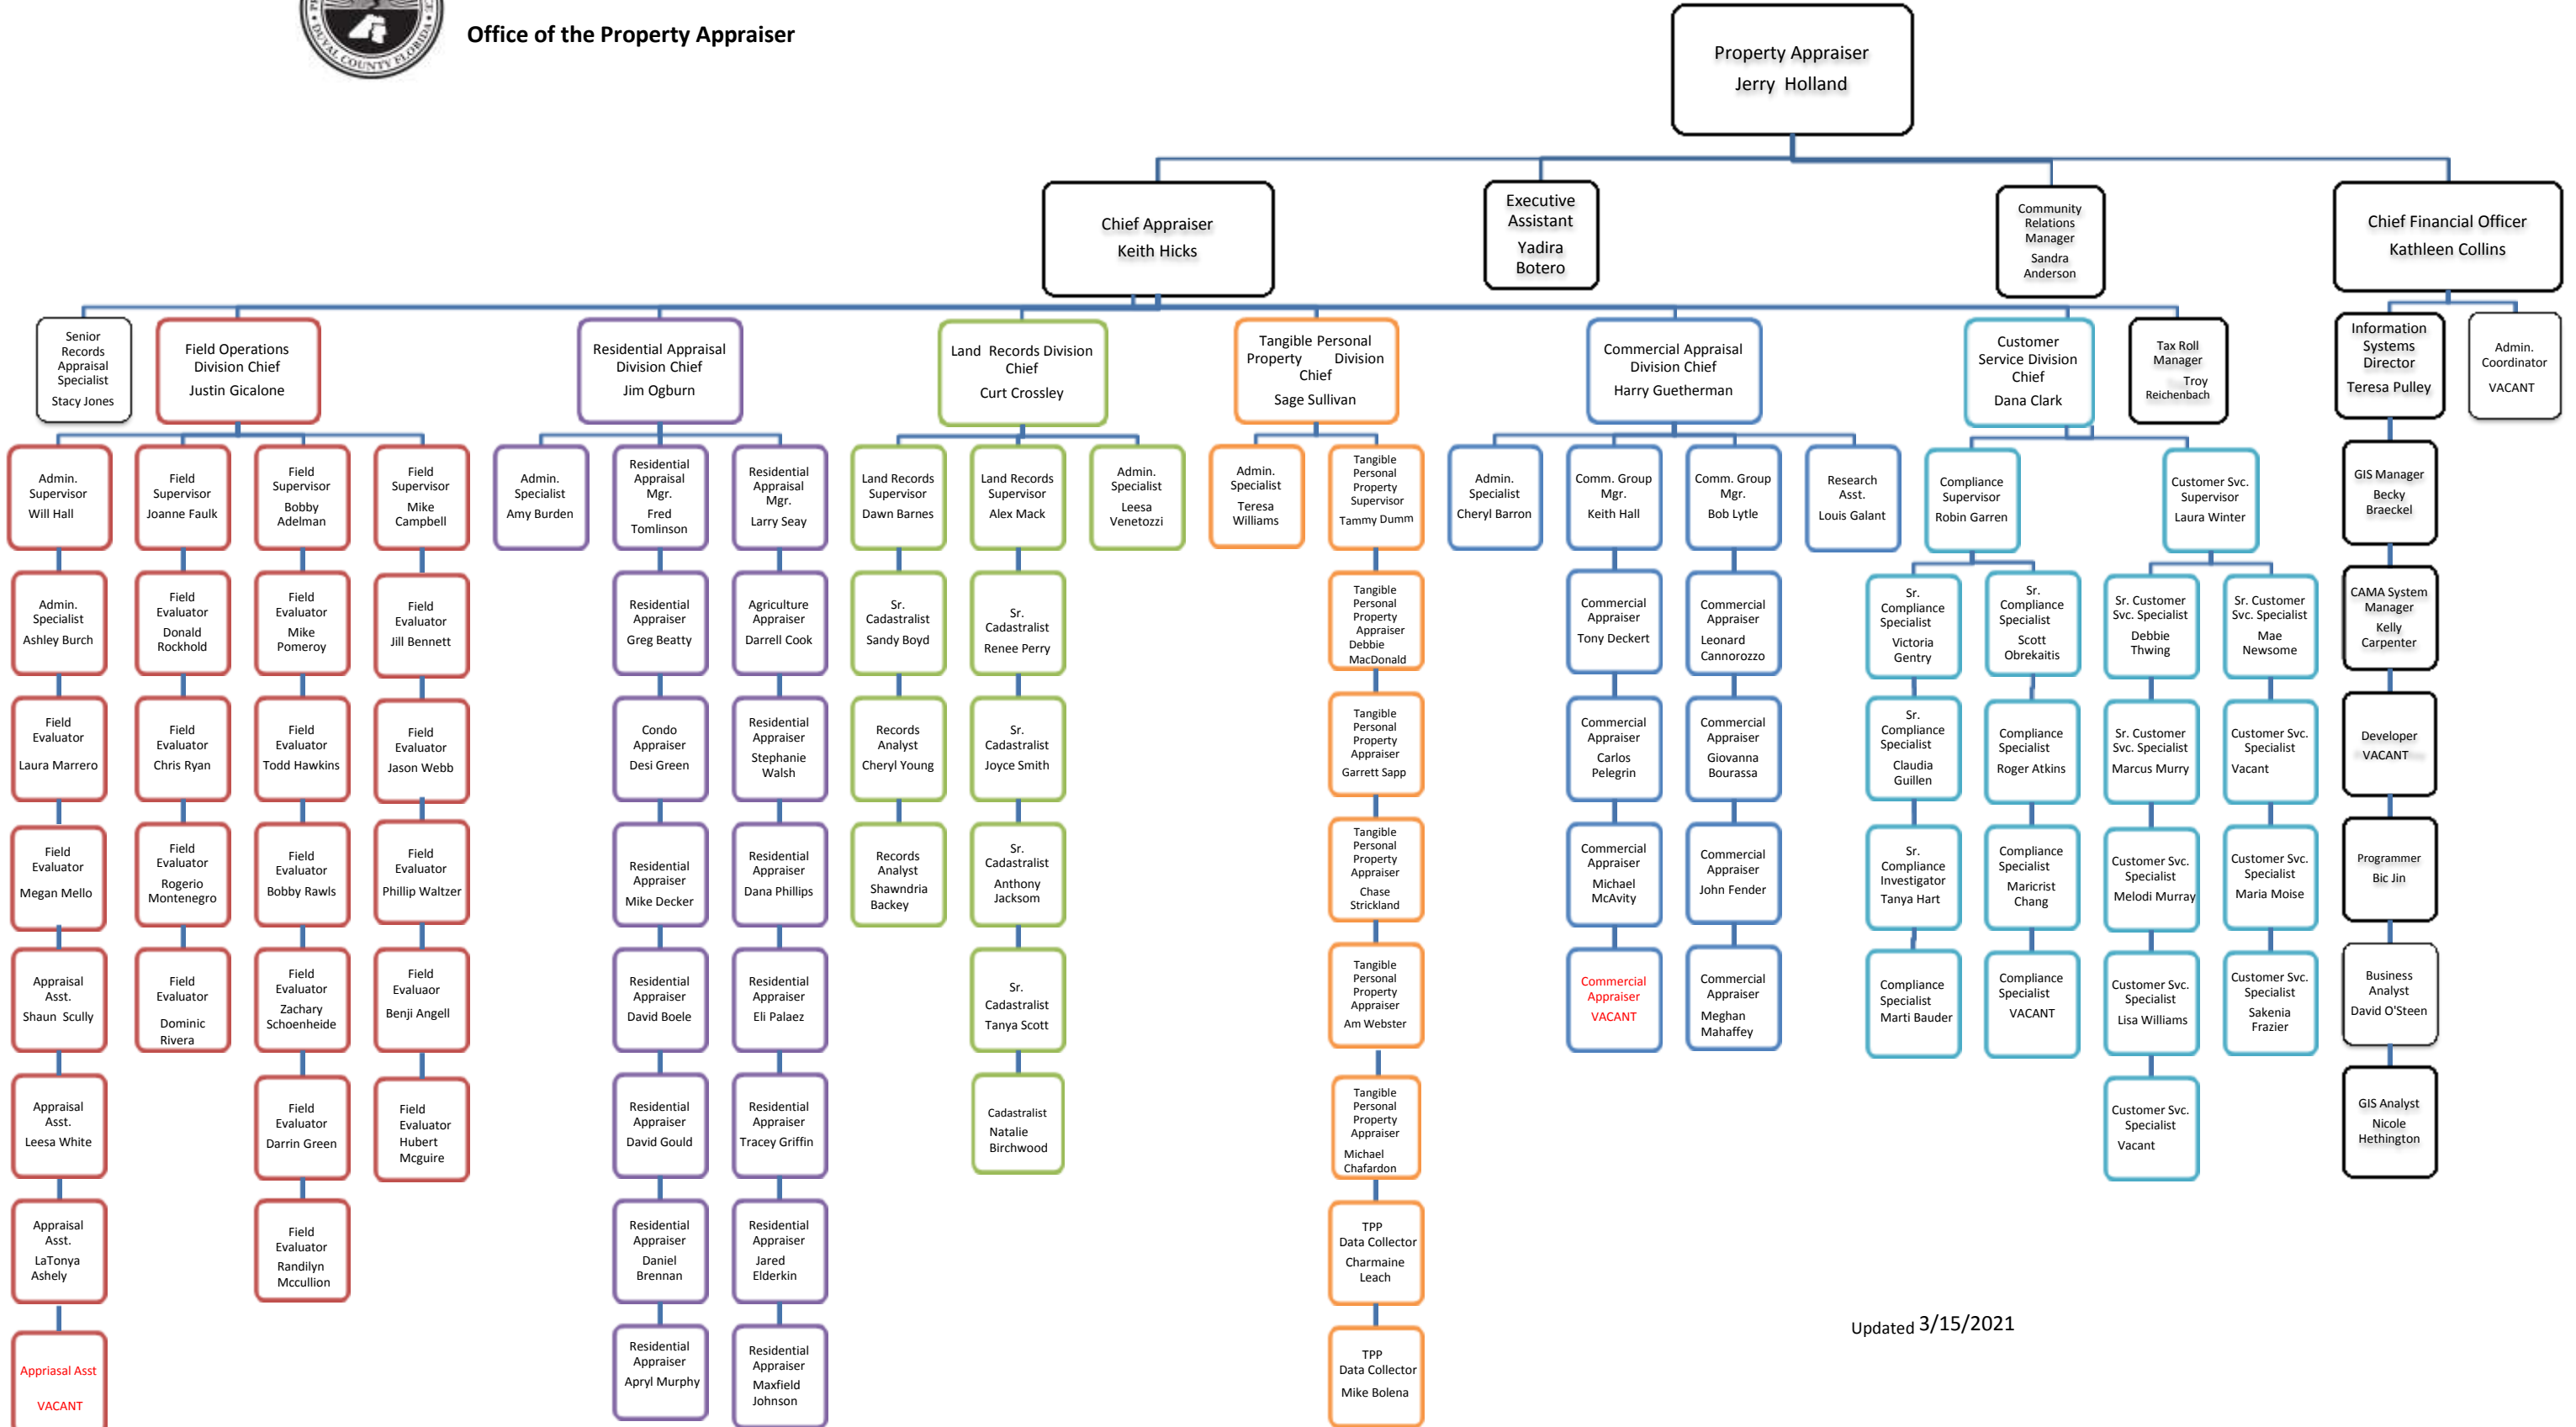 DUVAL COUNTY FLORIDA
Office of the Property Appraiser
Property Appraiser
Jerry Holland
Chief Appraiser
Keith Hicks
Executive
Assistant
Yadira
Botero
Community
Relations
Manager
Sandra
Anderson
Chief Financial Officer
Kathleen Collins
Senior
Records
Appraisal
Specialist
Stacy Jones
Field Operations
Division Chief
Justin Gicalone
Residential Appraisal
Division Chief
Jim Ogburn
Land Records Division
Chief
Curt Crossley
Tangible Personal
Property Division
Chief
Sage Sullivan
Commercial Appraisal
Division Chief
Harry Guetherman
Customer
Service Division
Chief
Dana Clark
Tax Roll
Manager
Troy
Reichenbach
Information
Systems
Director
Teresa Pulley
Admin.
Coordinator
VACANT
Admin.
Supervisor
Will Hall
Field
Supervisor
Joanne Faulk
Field
Supervisor
Bobby
Adelman
Field
Supervisor
Mike
Campbell
Admin.
Specialist
Amy Burden
Residential
Appraisal
Mgr.
Fred
Tomlinson
Residential
Appraisal
Mgr.
Larry Seay
Land Records
Supervisor
Dawn Barnes
Land Records
Supervisor
Alex Mack
Admin.
Specialist
Leesa
Venetozzi
Admin.
Specialist
Teresa
Williams
Tangible
Personal
Property
Supervisor
Tammy Dumm
Admin.
Specialist
Cheryl Barron
Comm. Group
Mgr.
Keith Hall
Comm. Group
Mgr.
Bob Lytle
Research
Asst.
Louis Galant
Compliance
Supervisor
Robin Garren
Customer Svc.
Supervisor
Laura Winter
GIS Manager
Becky
Braeckel
Admin.
Specialist
Ashley Burch
Field
Evaluator
Donald
Rockhold
Field
Evaluator
Mike
Pomeroy
Field
Evaluator
Jill Bennett
Residential
Appraiser
Greg Beatty
Agriculture
Appraiser
Darrell Cook
Sr.
Cadastralist
Sandy Boyd
Sr.
Cadastralist
Renee Perry
Tangible
Personal
Property
Appraiser
Debbie
MacDonald
Commercial
Appraiser
Tony Deckert
Commercial
Appraiser
Leonard
Cannorozzo
Sr.
Compliance
Specialist
Victoria
Gentry
Sr.
Compliance
Specialist
Scott
Obrekaitis
Sr. Customer
Svc. Specialist
Debbie
Thwing
Sr. Customer
Svc. Specialist
Mae
Newsome
CAMA System
Manager
Kelly
Carpenter
Field
Evaluator
Laura Marrero
Field
Evaluator
Chris Ryan
Field
Evaluator
Todd Hawkins
Field
Evaluator
Jason Webb
Condo
Appraiser
Desi Green
Residential
Appraiser
Stephanie
Walsh
Records
Analyst
Cheryl Young
Sr.
Cadastralist
Joyce Smith
Tangible
Personal
Property
Appraiser
Garrett Sapp
Commercial
Appraiser
Carlos
Pelegrin
Commercial
Appraiser
Giovanna
Bourassa
Sr.
Compliance
Specialist
Claudia
Guillen
Compliance
Specialist
Roger Atkins
Sr. Customer
Svc. Specialist
Marcus Murry
Customer Svc.
Specialist
Vacant
Developer
VACANT
Field
Evaluator
Megan Mello
Field
Evaluator
Rogerio
Montenegro
Field
Evaluator
Bobby Rawls
Field
Evaluator
Phillip Waltzer
Residential
Appraiser
Mike Decker
Residential
Appraiser
Dana Phillips
Records
Analyst
Shawndria
Backey
Sr.
Cadastralist
Anthony
Jacksom
Tangible
Personal
Property
Appraiser
Chase
Strickland
Commercial
Appraiser
Michael
McAvity
Commercial
Appraiser
John Fender
Sr.
Compliance
Investigator
Tanya Hart
Compliance
Specialist
Maricrist
Chang
Customer Svc.
Specialist
Melodi Murray
Customer Svc.
Specialist
Maria Moise
Programmer
Bic Jin
Appraisal
Asst.
Shaun Scully
Field
Evaluator
Dominic
Rivera
Field
Evaluator
Zachary
Schoenheide
Field
Evaluaor
Benji Angell
Residential
Appraiser
David Boele
Residential
Appraiser
Eli Palaez
Sr.
Cadastralist
Tanya Scott
Tangible
Personal
Property
Appraiser
Am Webster
Commercial
Appraiser
VACANT
Commercial
Appraiser
Meghan
Mahaffey
Compliance
Specialist
Marti Bauder
Compliance
Specialist
VACANT
Customer Svc.
Specialist
Lisa Williams
Customer Svc.
Specialist
Sakenia
Frazier
Business
Analyst
David O'Steen
Appraisal
Asst.
Leesa White
Field
Evaluator
Darrin Green
Field
Evaluator
Hubert
Mcguire
Residential
Appraiser
David Gould
Residential
Appraiser
Tracey Griffin
Cadastralist
Natalie
Birchwood
Tangible
Personal
Property
Appraiser
Michael
Chafardon
Customer Svc.
Specialist
Vacant
GIS Analyst
Nicole
Hethington
Appraisal
Asst.
LaTonya
Ashely
Field
Evaluator
Randilyn
Mccullion
Residential
Appraiser
Daniel
Brennan
Residential
Appraiser
Jared
Elderkin
TPP
Data Collector
Charmaine
Leach
Updated 3/15/2021
Appriasal Asst
VACANT
Residential
Appraiser
Apryl Murphy
Residential
Appraiser
Maxfield
Johnson
TPP
Data Collector
Mike Bolena